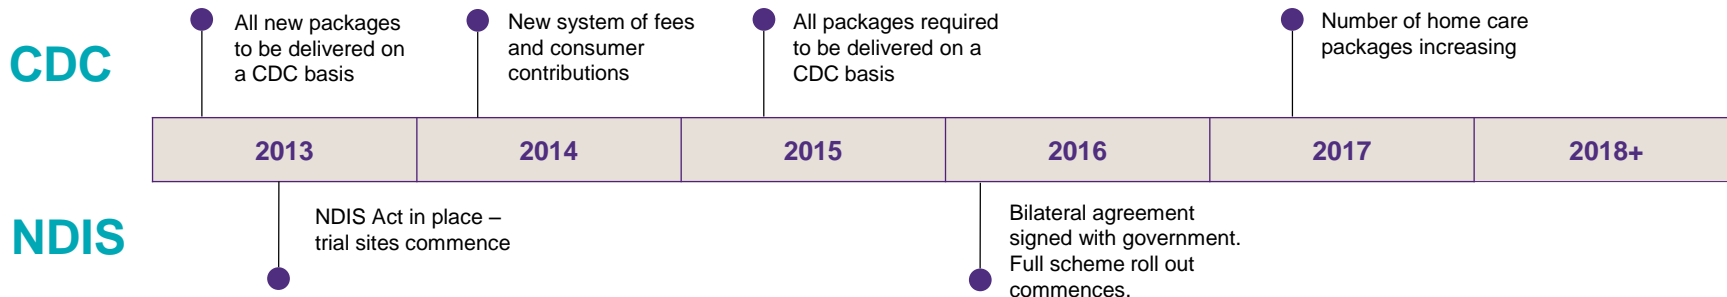 CDC
All new packages
to be delivered on
a CDC basis
New system of fees
and consumer
contributions
All packages required
to be delivered on a
CDC basis
Number of home care
packages increasing
2013
2014
2015
2016
2017
2018+
NDIS
NDIS Act in place –
trial sites commence
Bilateral agreement
signed with government.
Full scheme roll out
commences.